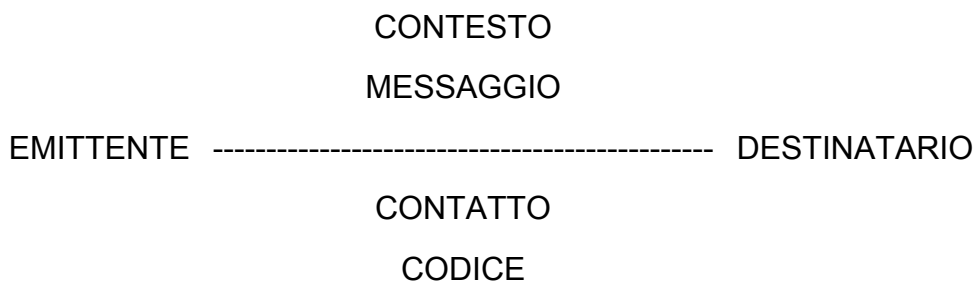 CONTESTO
MESSAGGIO
EMITTENTE ----------------------------------------------- DESTINATARIO
CONTATTO
CODICE